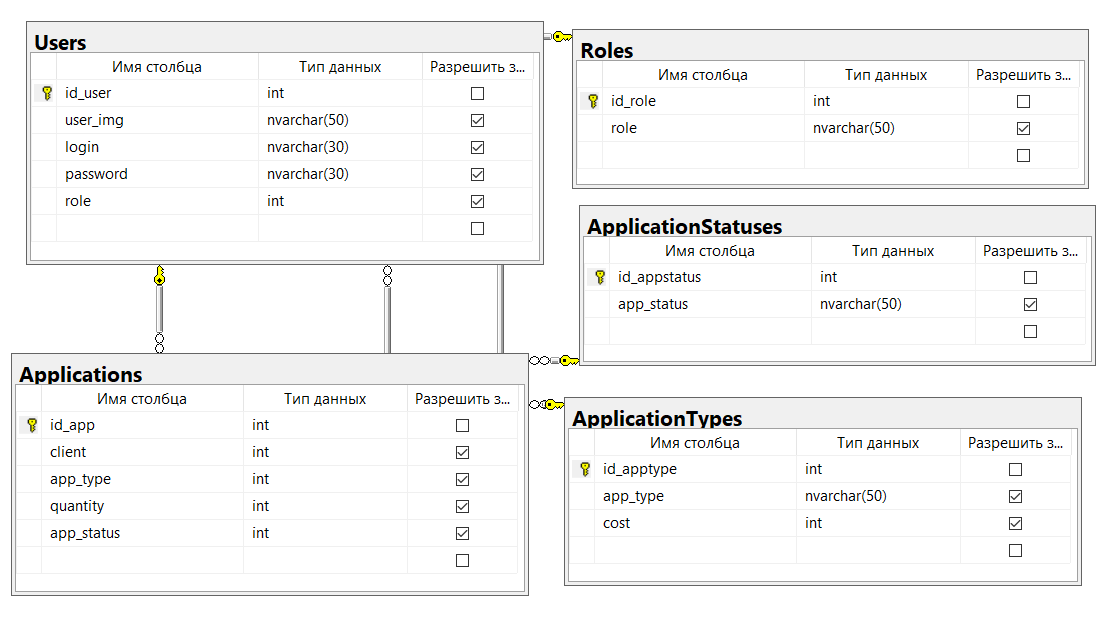 Users
Имя столбца Тип данных Разрешить з...
id_user int
user_img nvarchar(50)
login nvarchar(30)
password nvarchar(30)
role int
Roles
Имя столбца Тип данных Разрешить з...
id_role int
role nvarchar(50)
ApplicationStatuses
Имя столбца Тип данных Разрешить з...
id_appstatus int
app_status nvarchar(50)
Applications
Имя столбца Тип данных Разрешить з...
id_app int
client int
app_type int
quantity int
app_status int
ApplicationTypes
Имя столбца Тип данных Разрешить з...
id_apptype int
app_type nvarchar(50)
cost int